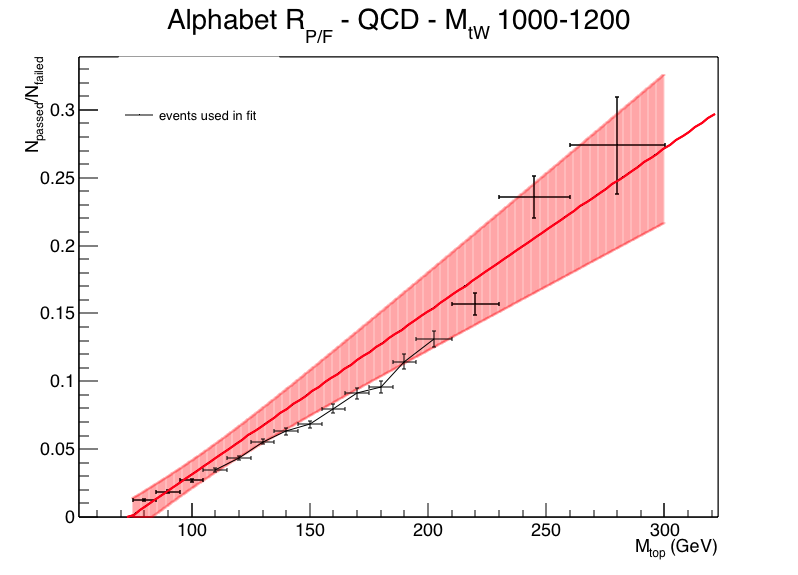 Alphabet R_P/F - QCD - M_tW 1000-1200
N_passed/N_failed
events used in fit
0.3
0.25
0.2
0.15
0.1
0.05
0
100 150 200 250 300
M_top (GeV)